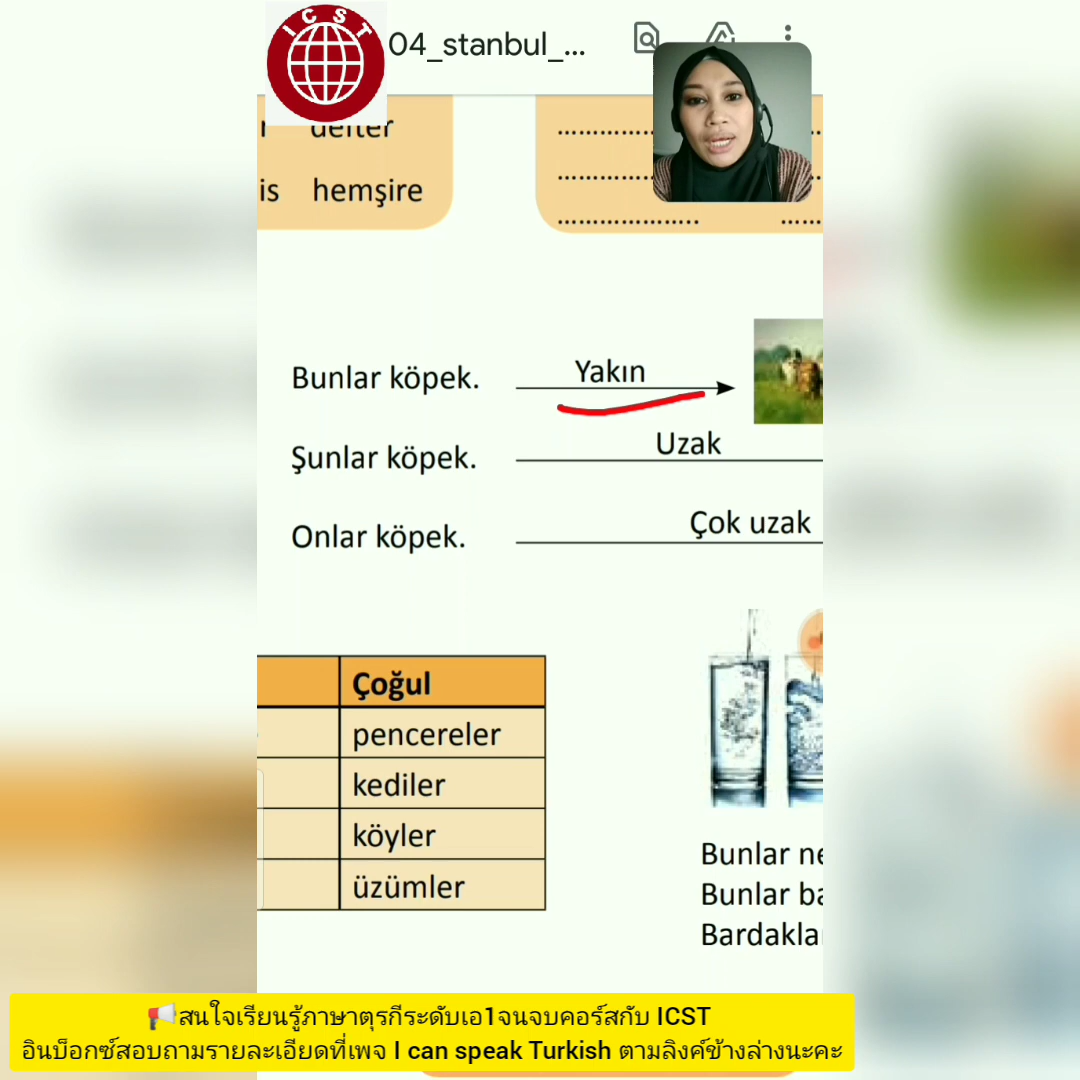 ICST
04_stanbul_...
defter
is hemşire
Bunlar köpek. Yakın
Şunlar köpek. Uzak
Onlar köpek. Çok uzak
Çoğul
pencereler
kediler
köyler
üzümler
Bunlar
Bunlar
📢สนใจเรียนรู้ภาษาตุรกีระดับเอ1จนจบคอร์สกับ ICST
อินบ็อกซ์สอบถามรายละเอียดที่เพจ I can speak Turkish ตามลิงค์ข้างล่างนะคะ